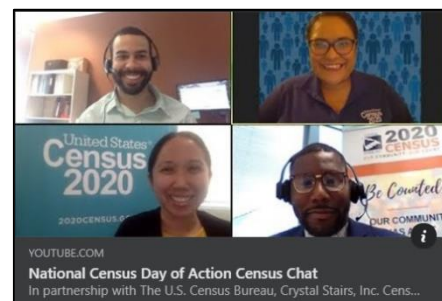 United States®
Census
2020
2020CENSUS.
2020
CENSUS
Be Counted
OUR COMMUNIT
YOUTUBE.COM
National Census Day of Action Census Chat
In partnership with The U.S. Census Bureau, Crystal Stairs, Inc. Cens...
i